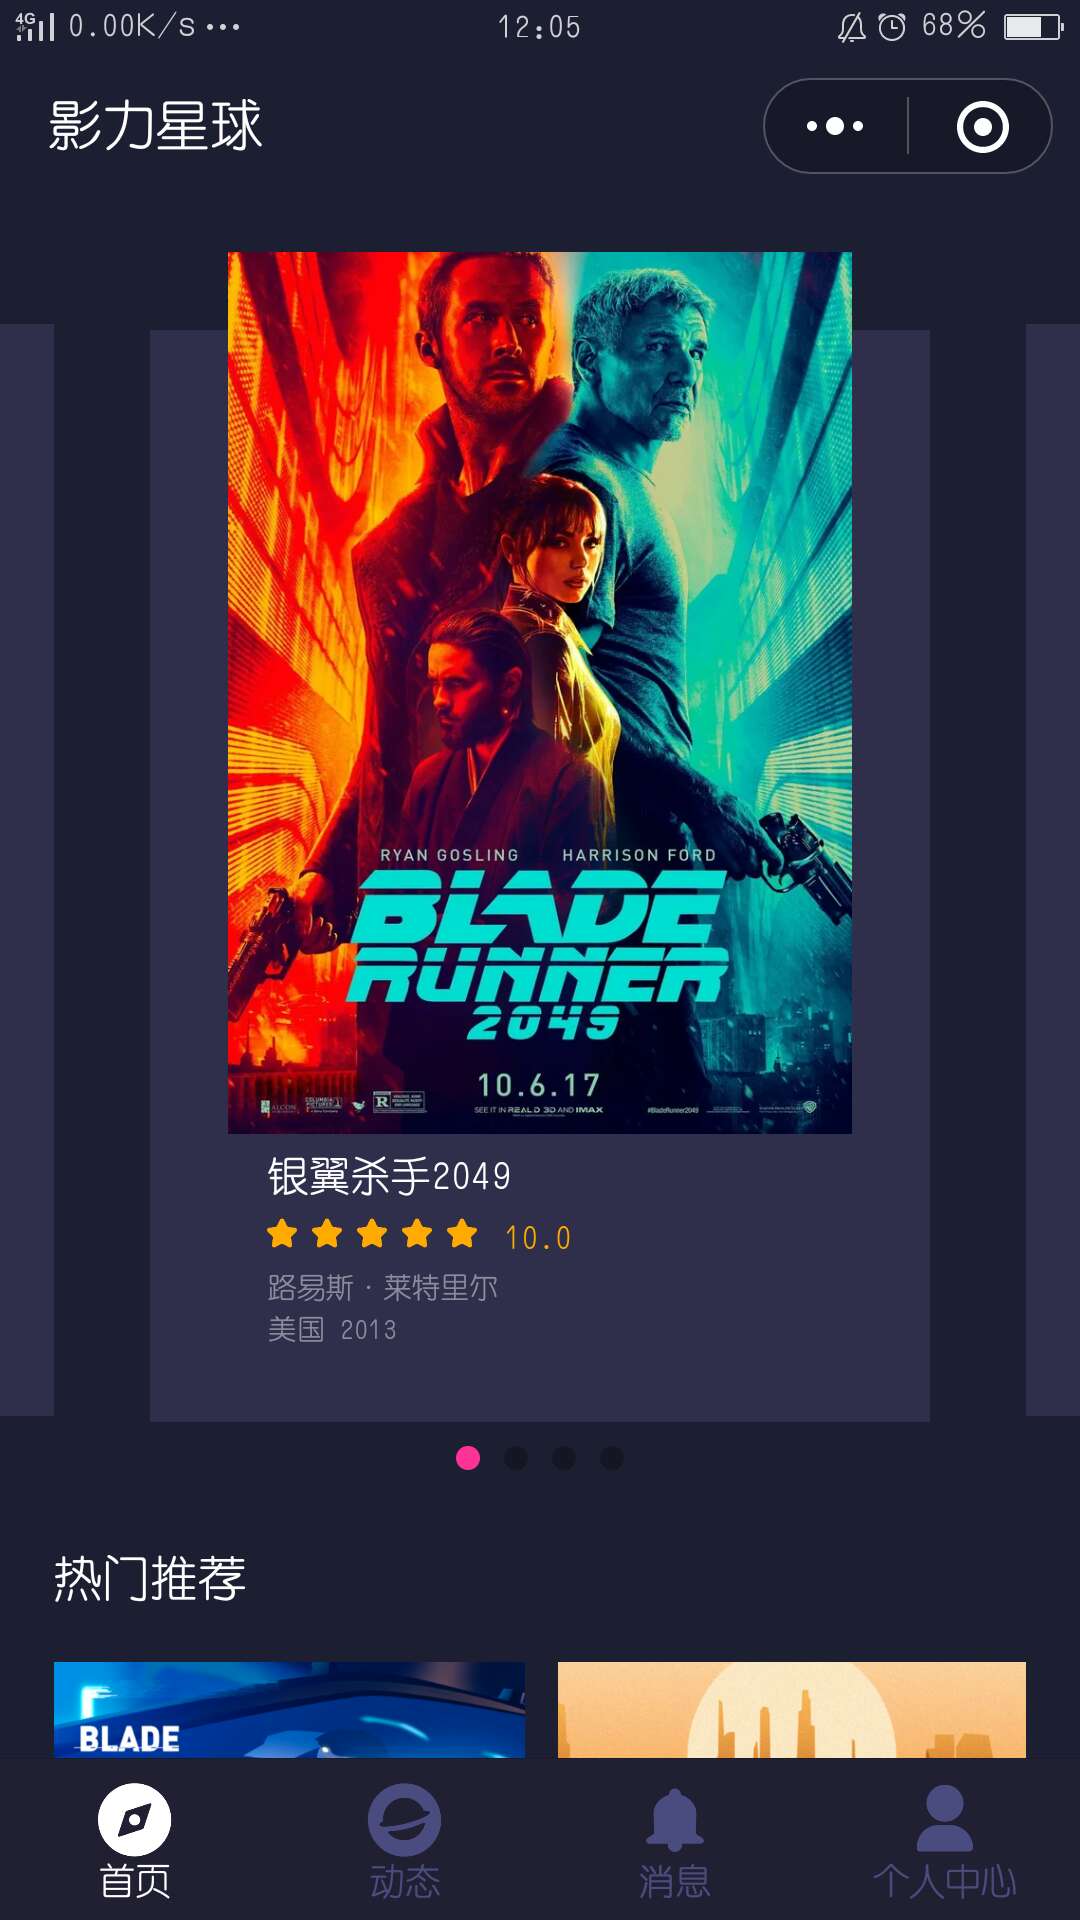 4G 0.00K/s ... 12:05 68%
影力星球
RYAN GOSLING HARRISON FORD
BLADE
RUNNER
2049
10.6.17
SEE IT IN REAL D 3D AND IMAX
#BladeRunner2049
银翼杀手2049
10.0
路易斯·莱特里尔
美国 2013
热门推荐
BLADE
首页 动态 消息 个人中心